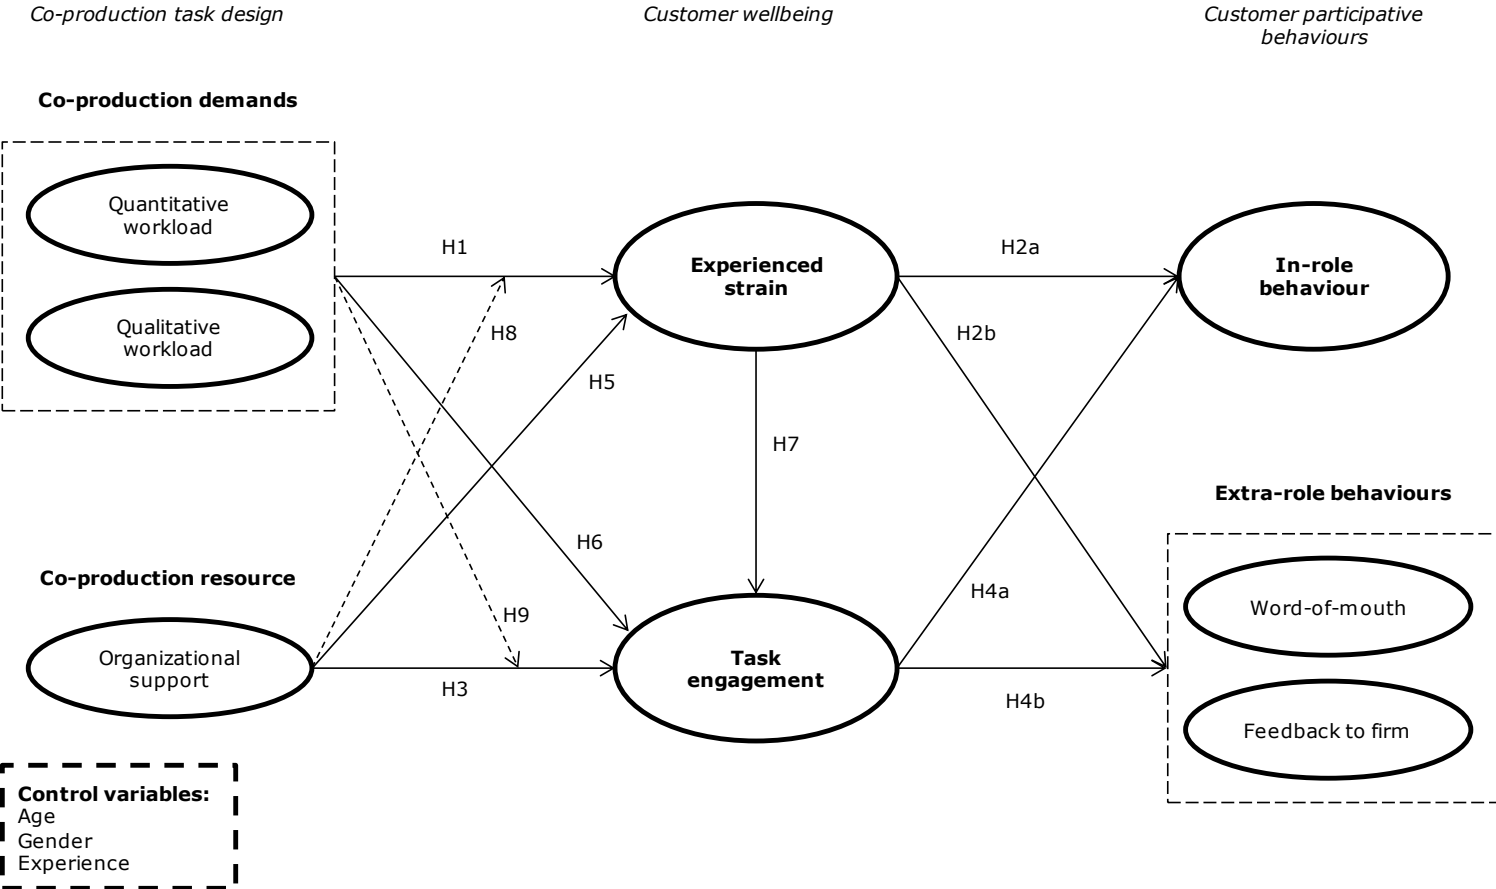 Co-production task design
Customer wellbeing
Customer participative
behaviours
Co-production demands
Quantitative
workload
Qualitative
workload
H1
H8
H5
H6
H9
H3
Co-production resource
Organizational
support
Experienced
strain
H7
Task
engagement
H2a
H2b
H4a
H4b
In-role
behaviour
Extra-role behaviours
Word-of-mouth
Feedback to firm
Control variables:
Age
Gender
Experience